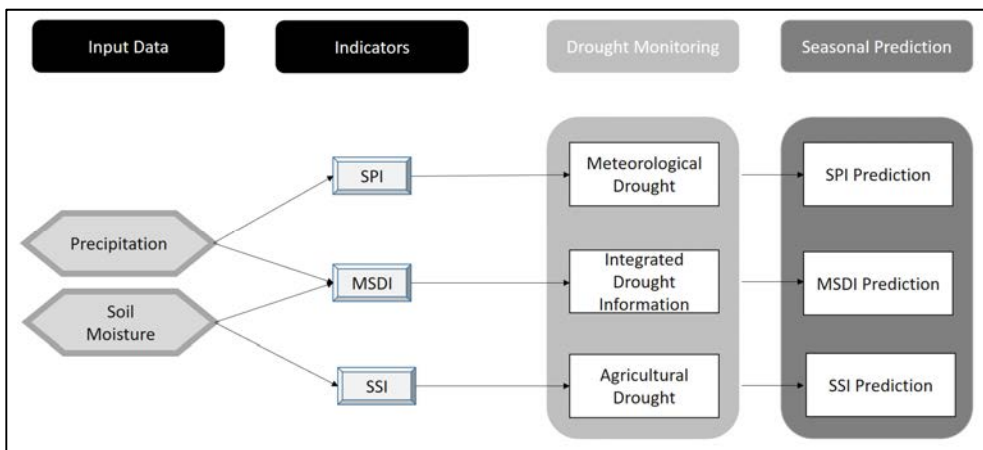 Input Data
Indicators
Drought Monitoring
Seasonal Prediction
SPI
Meteorological
Drought
SPI Prediction
Precipitation
MSDI
Integrated
Drought
Information
MSDI Prediction
Soil
Moisture
SSI
Agricultural
Drought
SSI Prediction